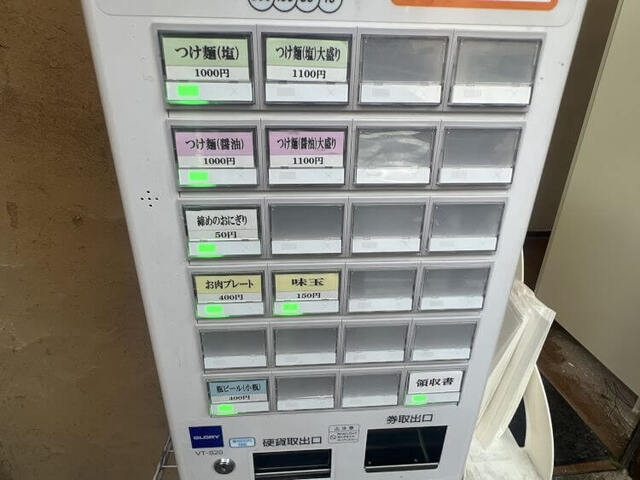 つけ麺(塩)
1000円
つけ麺(塩)大盛り
1100円
つけ麺(醤油)
1000円
つけ麺(醤油)大盛り
1100円
締めのおにぎり
50円
お肉プレート
400円
味玉
150円
瓶ビール(小瓶)
400円
領収書
GLORY
VT-S20
硬貨取出口
券取出口